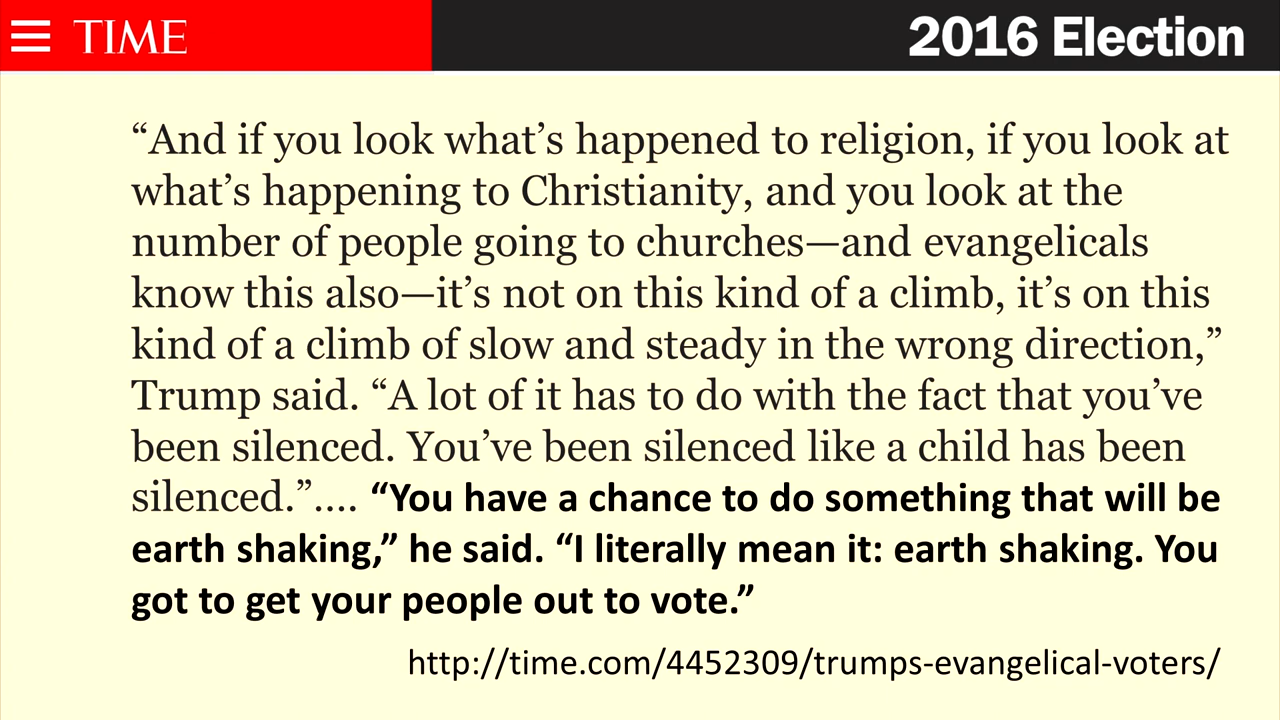 TIME
2016 Election
“And if you look what’s happened to religion, if you look at
what’s happening to Christianity, and you look at the
number of people going to churches—and evangelicals
know this also—it’s not on this kind of a climb, it’s on this
kind of a climb of slow and steady in the wrong direction,”
Trump said. “A lot of it has to do with the fact that you’ve
been silenced. You’ve been silenced like a child has been
silenced.”.... “You have a chance to do something that will be
earth shaking,” he said. “I literally mean it: earth shaking. You
got to get your people out to vote.”
http://time.com/4452309/trumps-evangelical-voters/